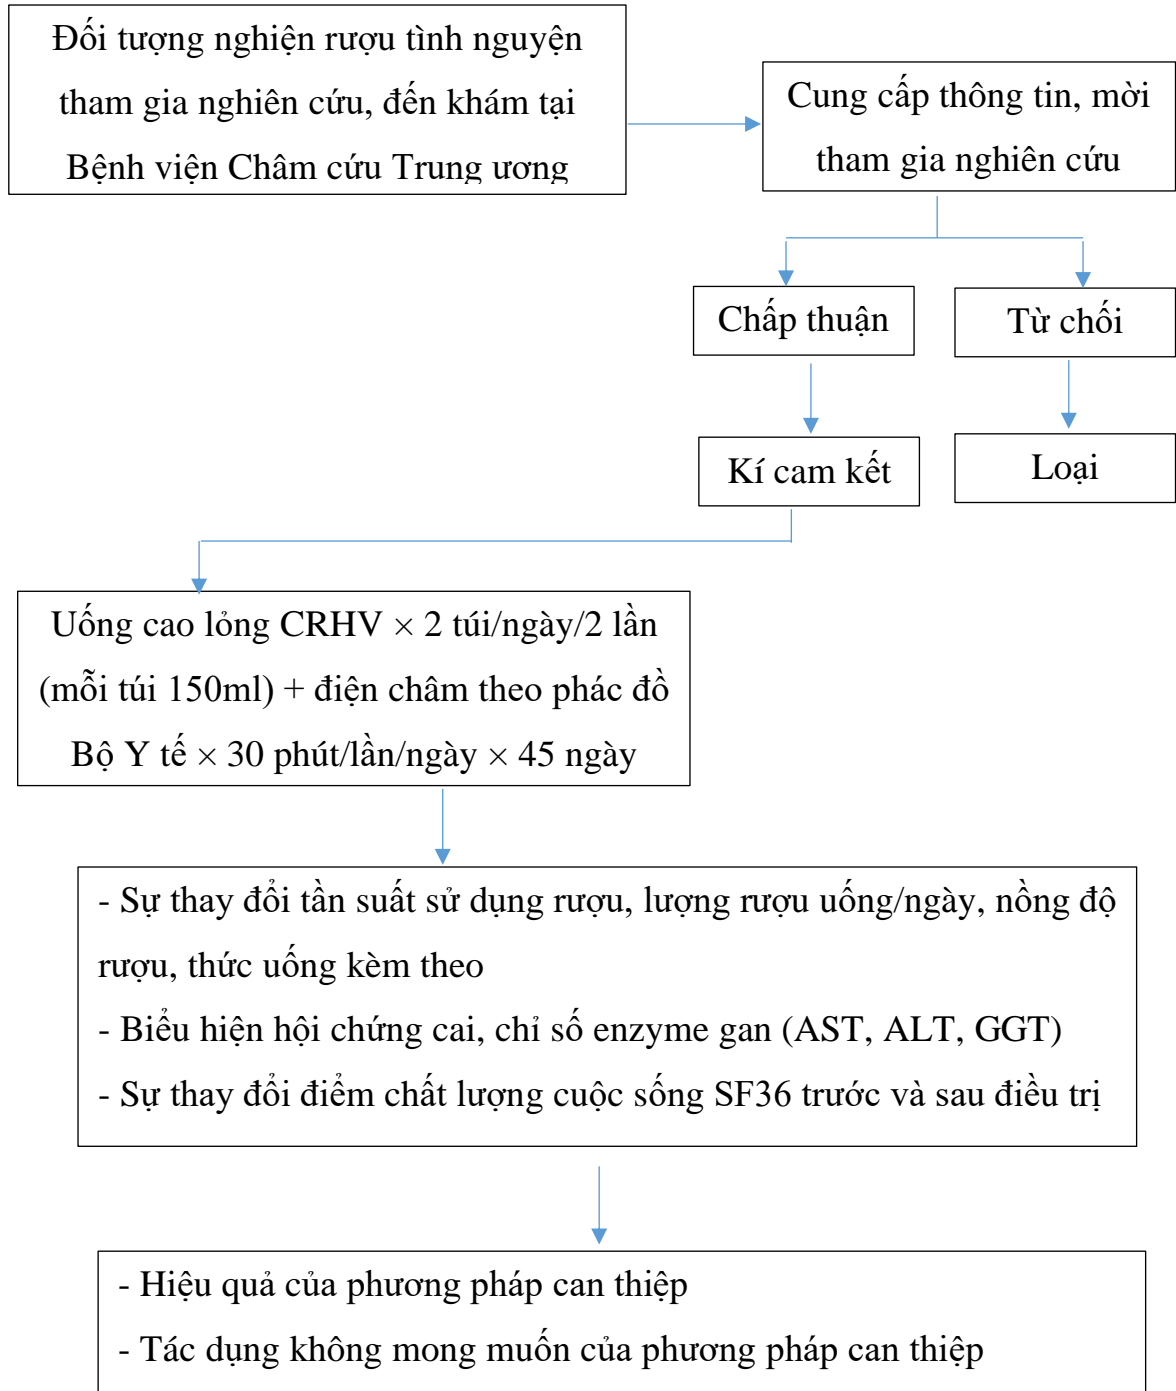 Đối tượng nghiện rượu tình nguyện
tham gia nghiên cứu, đến khám tại
Bệnh viện Châm cứu Trung ương
Cung cấp thông tin, mời
tham gia nghiên cứu
Chấp thuận
Từ chối
Kí cam kết
Loại
Uống cao lỏng CRHV × 2 túi/ngày/2 lần
(mỗi túi 150ml) + điện châm theo phác đồ
Bộ Y tế × 30 phút/lần/ngày × 45 ngày
- Sự thay đổi tần suất sử dụng rượu, lượng rượu uống/ngày, nồng độ
rượu, thức uống kèm theo
- Biểu hiện hội chứng cai, chỉ số enzyme gan (AST, ALT, GGT)
- Sự thay đổi điểm chất lượng cuộc sống SF36 trước và sau điều trị
- Hiệu quả của phương pháp can thiệp
- Tác dụng không mong muốn của phương pháp can thiệp